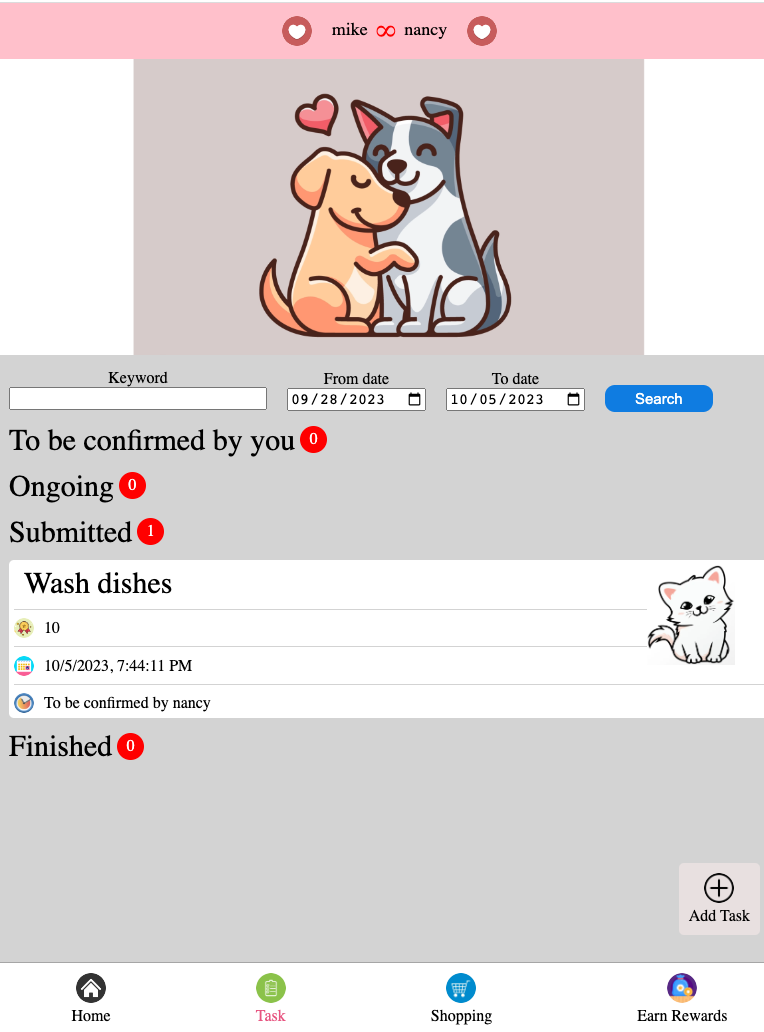 mike ∞ nancy
Keyword
From date
To date
09/28/2023
10/05/2023
Search
To be confirmed by you 0
Ongoing 0
Submitted 1
Wash dishes
10
10/5/2023, 7:44:11 PM
To be confirmed by nancy
Finished 0
Add Task
Home
Task
Shopping
Earn Rewards